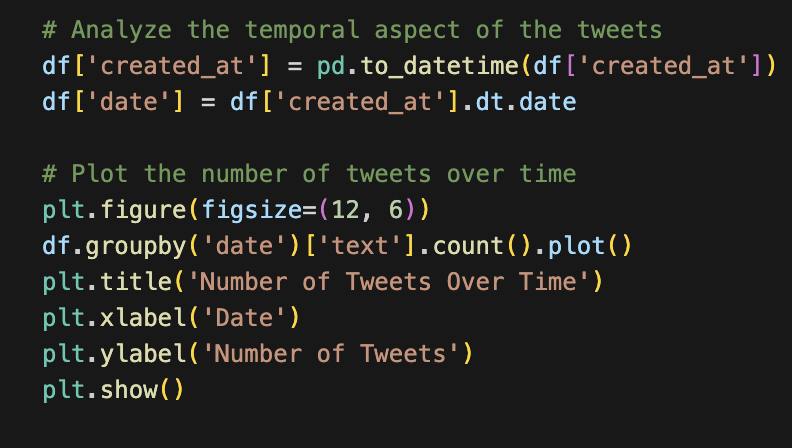 # Analyze the temporal aspect of the tweets
df['created_at'] = pd.to_datetime(df['created_at'])
df['date'] = df['created_at'].dt.date
# Plot the number of tweets over time
plt.figure(figsize=(12, 6))
df.groupby('date')['text'].count().plot()
plt.title('Number of Tweets Over Time')
plt.xlabel('Date')
plt.ylabel('Number of Tweets')
plt.show()